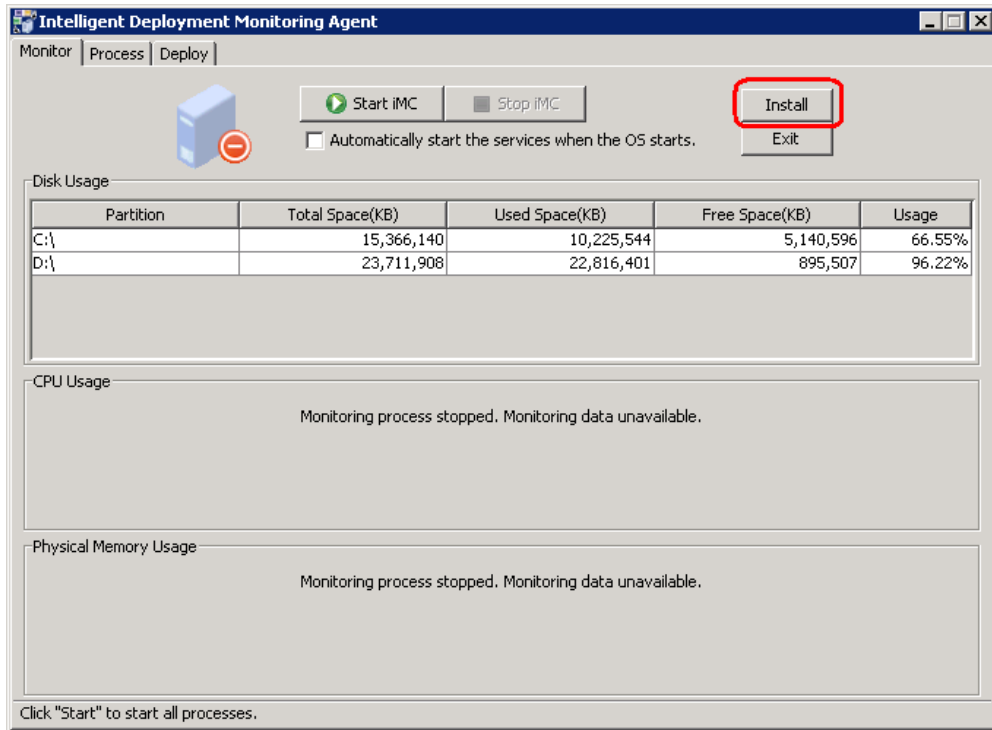 Intelligent Deployment Monitoring Agent
Monitor Process Deploy
Start iMC Stop iMC Install
Automatically start the services when the OS starts. Exit
Disk Usage
Partition Total Space(KB) Used Space(KB) Free Space(KB) Usage
C:\ 15,366,140 10,225,544 5,140,596 66.55%
D:\ 23,711,908 22,816,401 895,507 96.22%
CPU Usage
Monitoring process stopped. Monitoring data unavailable.
Physical Memory Usage
Monitoring process stopped. Monitoring data unavailable.
Click "Start" to start all processes.